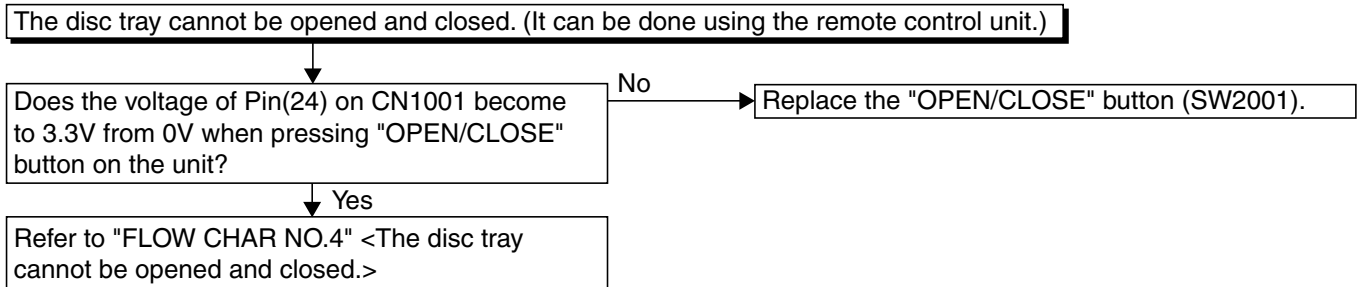 The disc tray cannot be opened and closed. (It can be done using the remote control unit.)
Does the voltage of Pin(24) on CN1001 become
to 3.3V from 0V when pressing "OPEN/CLOSE"
button on the unit?
No
Replace the "OPEN/CLOSE" button (SW2001).
Yes
Refer to "FLOW CHAR NO.4" <The disc tray
cannot be opened and closed.>